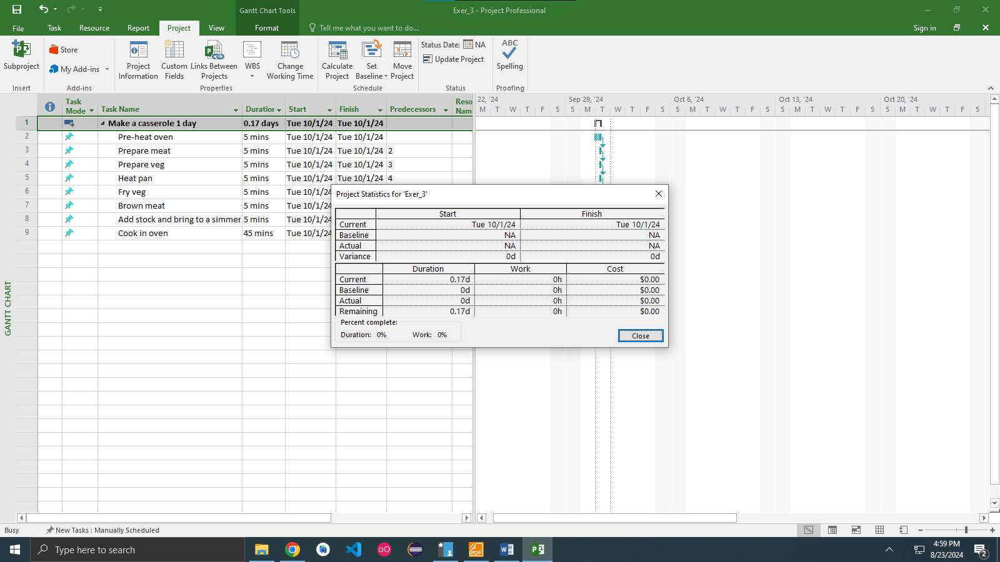 Gantt Chart Tools
Exer_3 - Project Professional
File Task Resource Report Project View Format Tell me what you want to do... Sign in
Subproject
Store
My Add-ins
Project Information
Custom Fields
Links Between Projects
WBS
Change Working Time
Calculate Project
Set Baseline
Move Project
Status Date: NA
Update Project
ABC
Spelling
Insert Add-ins Properties Schedule Status Proofing
Task Mode Task Name Duration Start Finish Predecessors Reso Nam
22, '24 Sep 29, '24 Oct 6, '24 Oct 13, '24 Oct 20, '24
M T W T F S S M T W T F S S M T W T F S S M T W T F S S M T W T F S
1 Make a casserole 1 day 0.17 days Tue 10/1/24 Tue 10/1/24
2 Pre-heat oven 5 mins Tue 10/1/24 Tue 10/1/24
3 Prepare meat 5 mins Tue 10/1/24 Tue 10/1/24 2
4 Prepare veg 5 mins Tue 10/1/24 Tue 10/1/24 3
5 Heat pan 5 mins Tue 10/1/24 Tue 10/1/24 4
6 Fry veg 5 mins Tue 10/1/24
7 Brown meat 5 mins Tue 10/1/24
8 Add stock and bring to a simmer 5 mins Tue 10/1/24
9 Cook in oven 45 mins Tue 10/1/24
GANTT CHART
Project Statistics for 'Exer_3'
Start Finish
Current Tue 10/1/24 Tue 10/1/24
Baseline NA NA
Actual NA NA
Variance 0d 0d
Duration Work Cost
Current 0.17d 0h $0.00
Baseline 0d 0h $0.00
Actual 0d 0h $0.00
Remaining 0.17d 0h $0.00
Percent complete:
Duration: 0% Work: 0%
Close
Busy New Tasks : Manually Scheduled
Type here to search
PDF
4:59 PM
8/23/2024
2